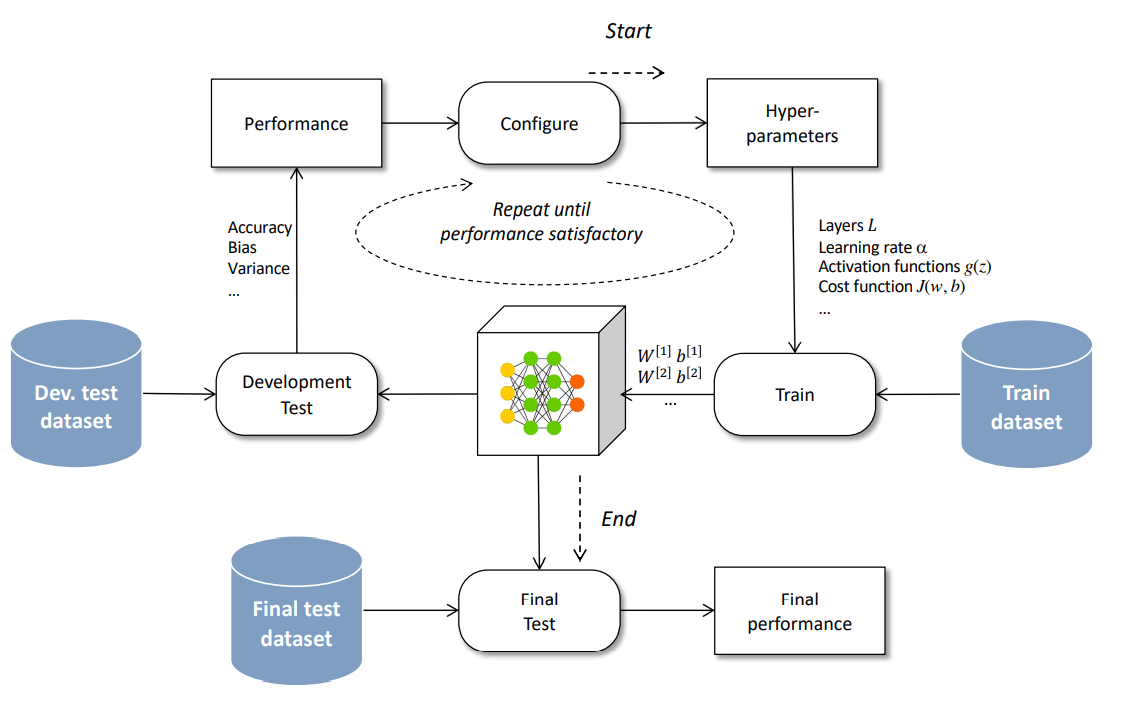 Start
Performance
Configure
Hyper-
parameters
Repeat until
performance satisfactory
Accuracy
Bias
Variance
...
Layers L
Learning rate α
Activation functions g(z)
Cost function J(w, b)
...
Dev. test
dataset
Development
Test
W[1] b[1]
W[2] b[2]
...
Train
Train
dataset
End
Final test
dataset
Final
Test
Final
performance